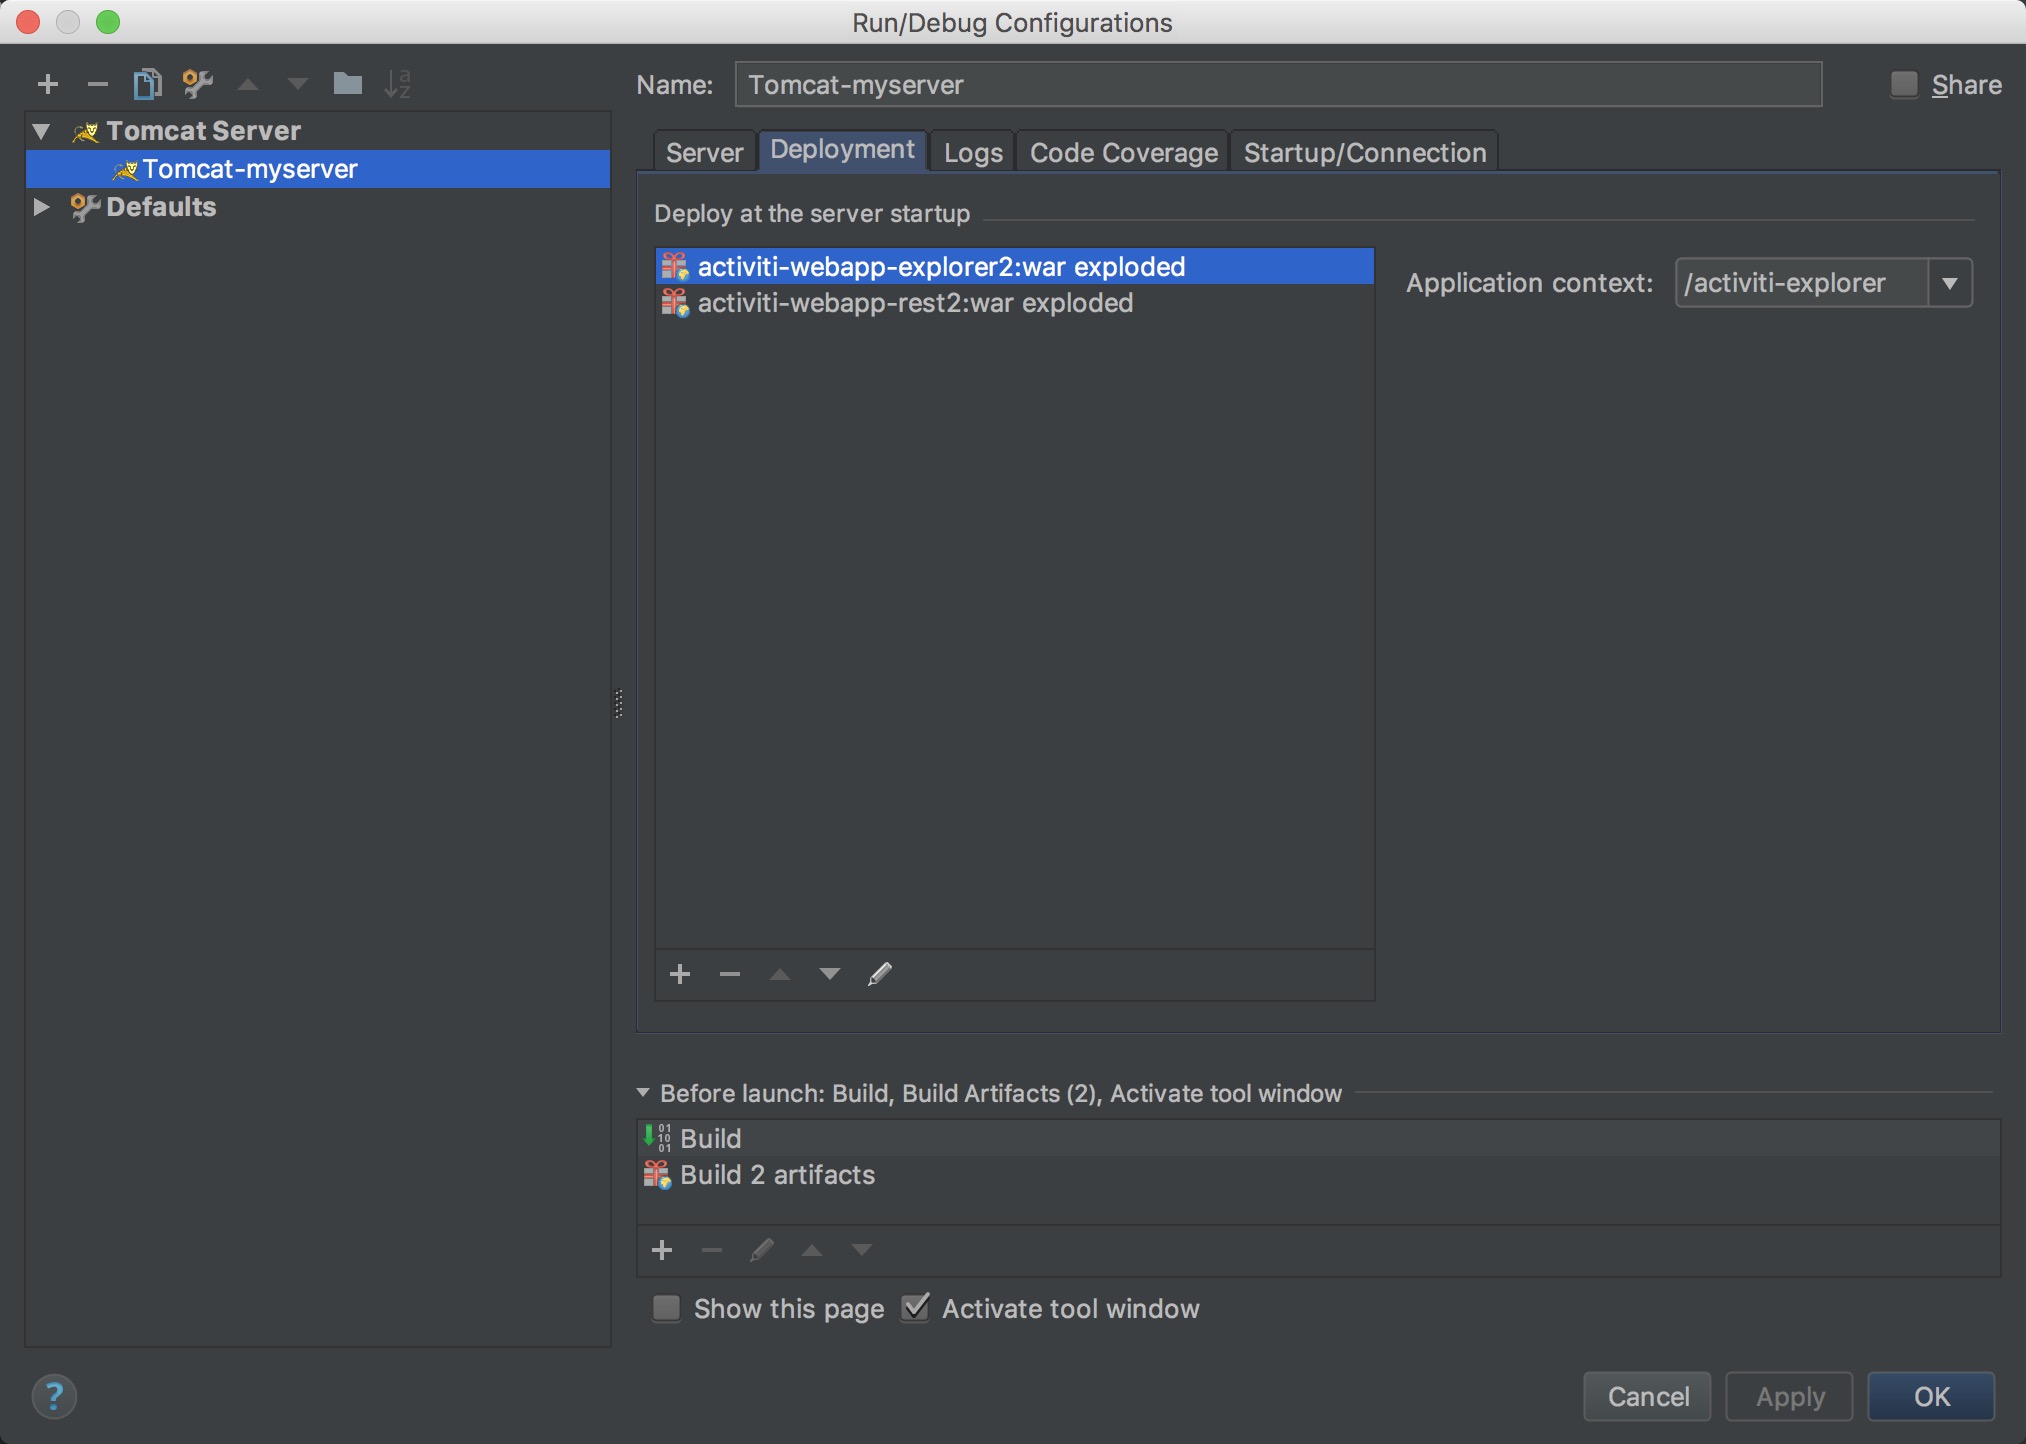 Run/Debug Configurations
Name: Tomcat-myserver Share
Tomcat Server
Tomcat-myserver
Defaults
Server Deployment Logs Code Coverage Startup/Connection
Deploy at the server startup
activiti-webapp-explorer2:war exploded
activiti-webapp-rest2:war exploded
Application context: /activiti-explorer
Before launch: Build, Build Artifacts (2), Activate tool window
Build
Build 2 artifacts
Show this page Activate tool window
? Cancel Apply OK